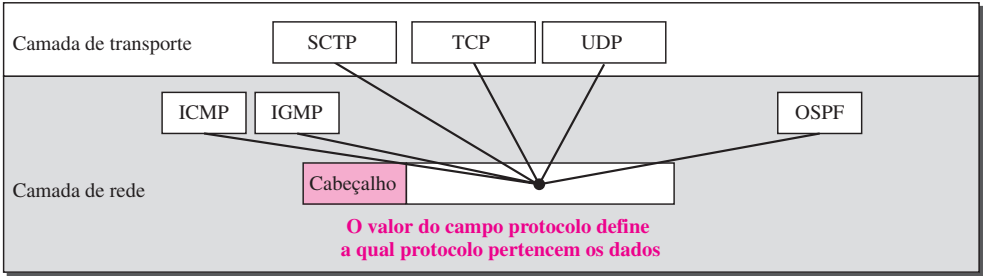 Camada de transporte
SCTP
TCP
UDP
ICMP
IGMP
OSPF
Camada de rede
Cabeçalho
O valor do campo protocolo define
a qual protocolo pertencem os dados